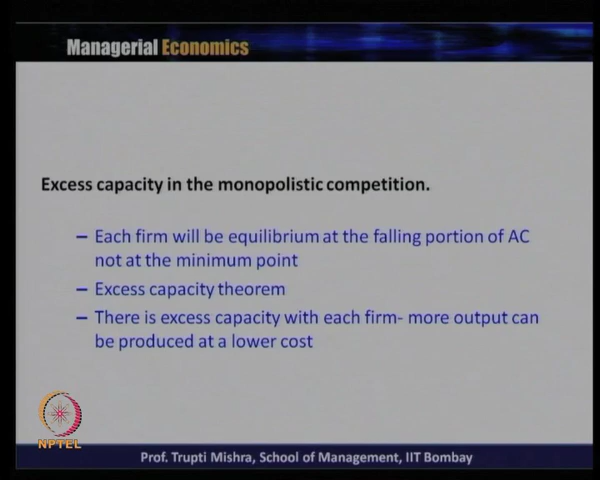 Managerial Economics
Excess capacity in the monopolistic competition.
– Each firm will be equilibrium at the falling portion of AC
not at the minimum point
– Excess capacity theorem
– There is excess capacity with each firm- more output can
be produced at a lower cost
NPTEL
Prof. Trupti Mishra, School of Management, IIT Bombay